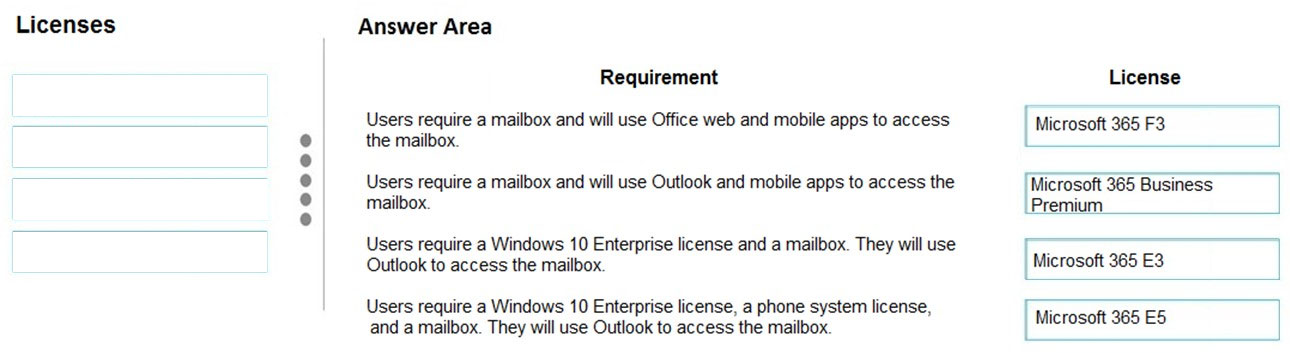 Licenses
Answer Area
Requirement
License
Users require a mailbox and will use Office web and mobile apps to access
the mailbox.
Microsoft 365 F3
Users require a mailbox and will use Outlook and mobile apps to access the
mailbox.
Microsoft 365 Business
Premium
Users require a Windows 10 Enterprise license and a mailbox. They will use
Outlook to access the mailbox.
Microsoft 365 E3
Users require a Windows 10 Enterprise license, a phone system license,
and a mailbox. They will use Outlook to access the mailbox.
Microsoft 365 E5